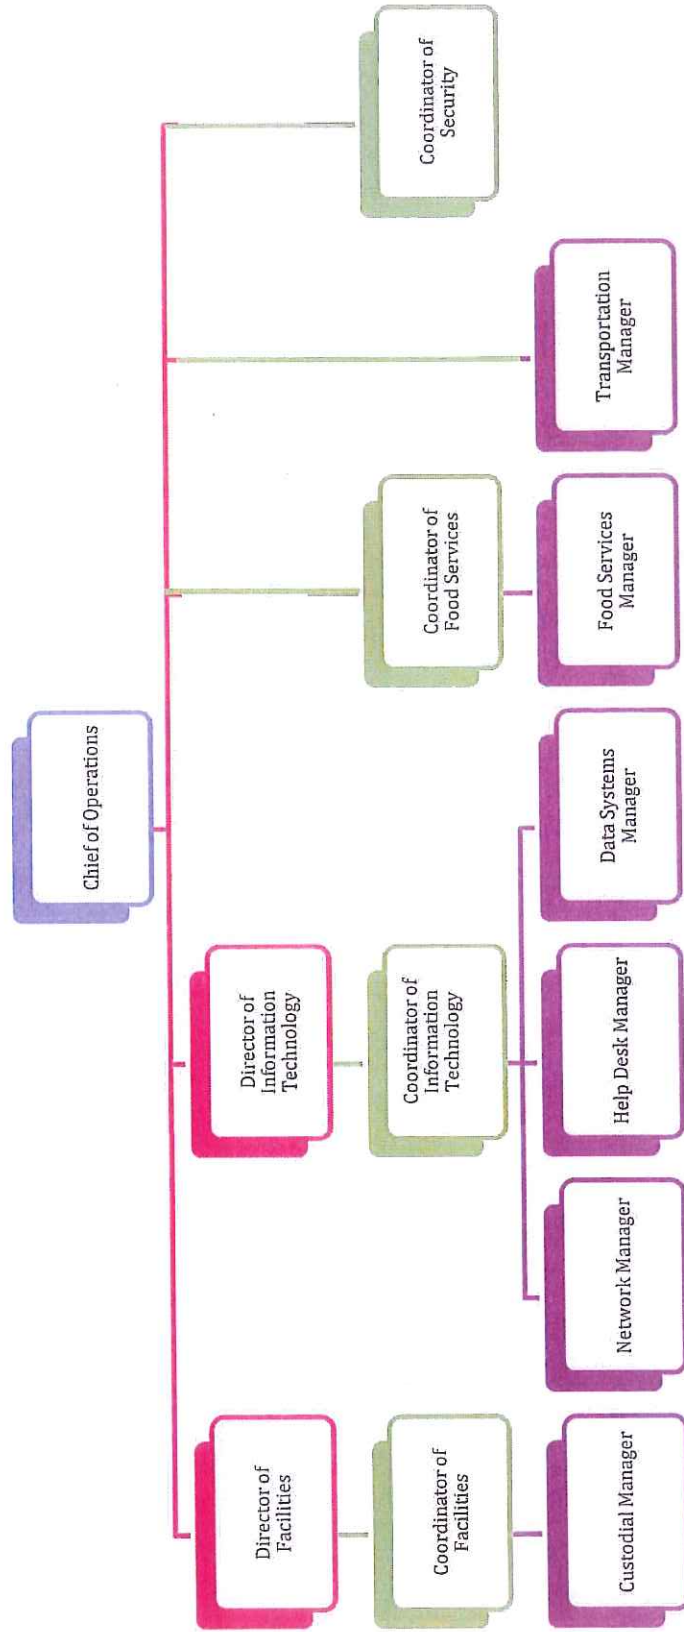 Chief of Operations
Director of
Facilities
Director of
Information
Technology
Coordinator of
Facilities
Coordinator of
Information
Technology
Coordinator of
Food Services
Coordinator of
Security
Custodial Manager
Network Manager
Help Desk Manager
Data Systems
Manager
Food Services
Manager
Transportation
Manager